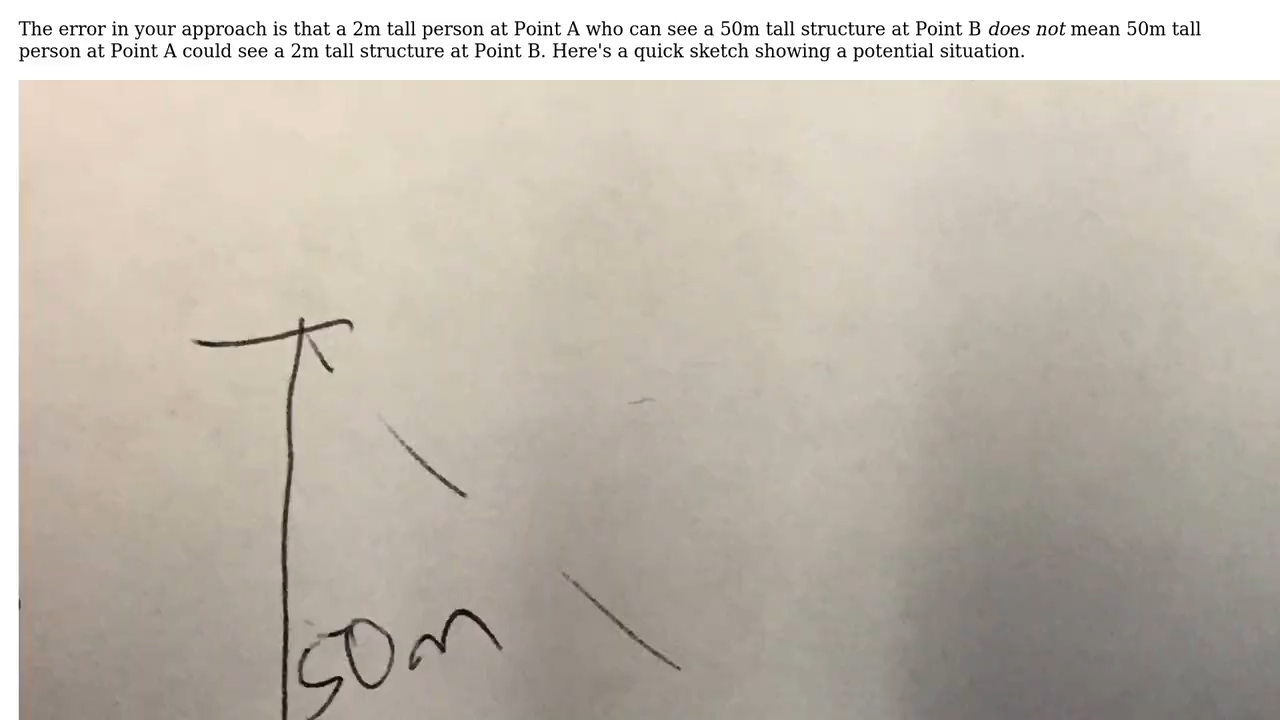 The error in your approach is that a 2m tall person at Point A who can see a 50m tall structure at Point B does not mean 50m tall
person at Point A could see a 2m tall structure at Point B. Here's a quick sketch showing a potential situation.
50m